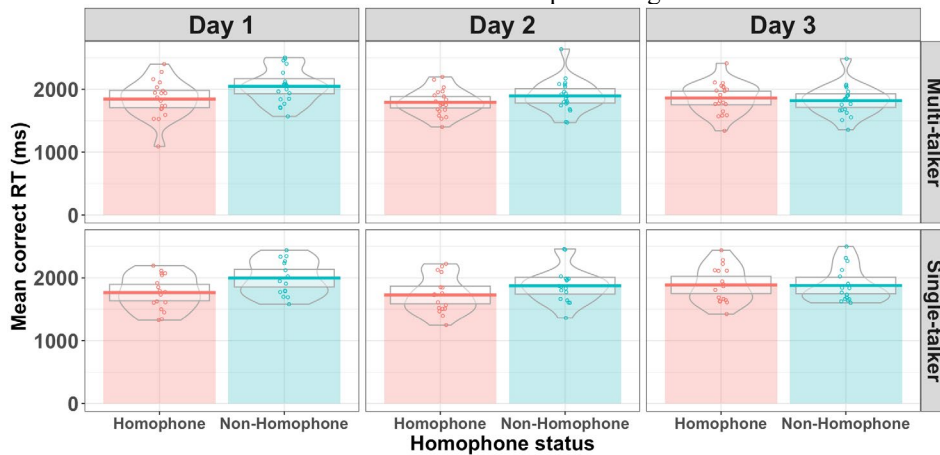 Day 1 Day 2 Day 3
Mean correct RT (ms)
2000
1000
0
Multi-talker
2000
1000
0
Single-talker
Homophone Non-Homophone Homophone Non-Homophone Homophone Non-Homophone
Homophone status